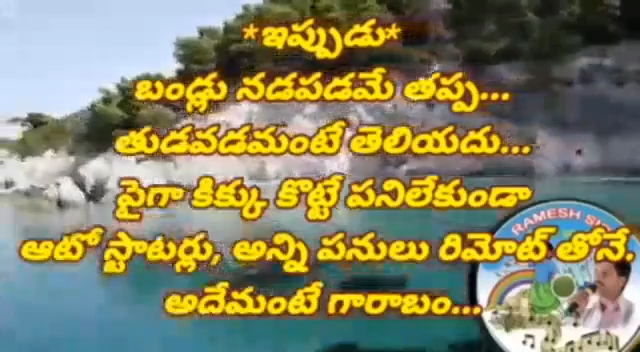 *ఇప్పుడు*
బండ్లు నడపడమే తప్ప...
తుడవడమంటే తెలియదు...
పైగా కిక్కు కొట్టే పనిలేకుండా
ఆటో స్టాటర్లు, అన్ని పనులు రిమోట్ తోనే.
అదేమంటే గారాబం...
RAMESH